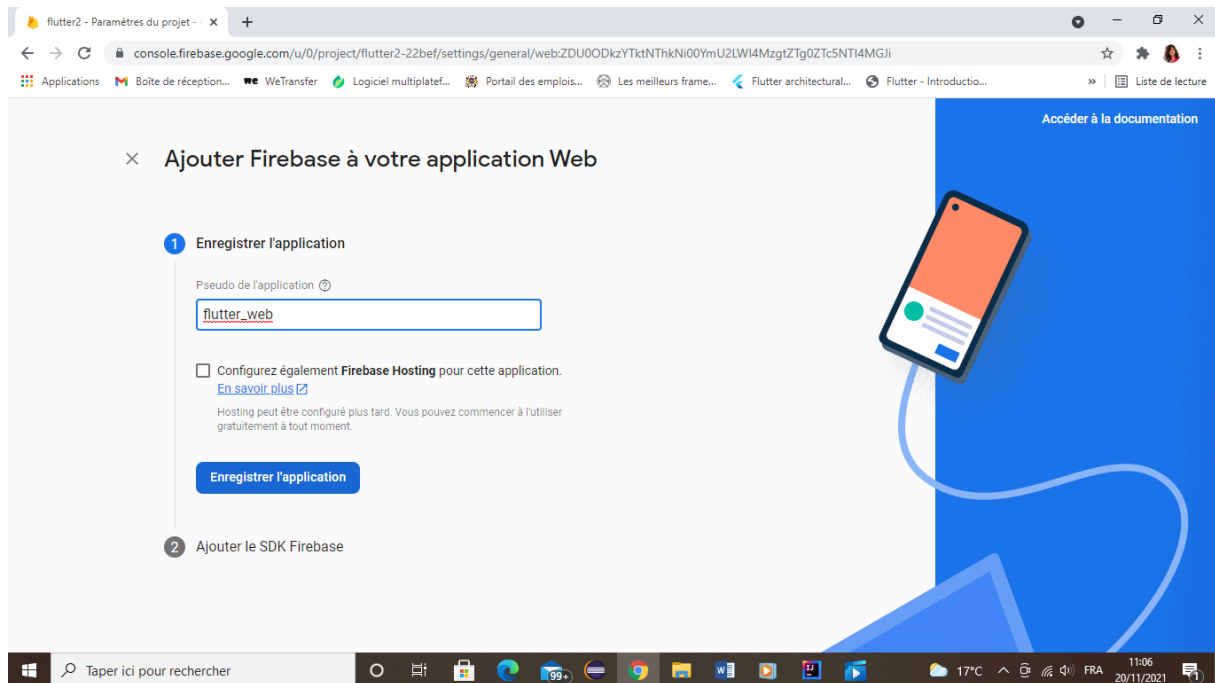 flutter2 - Paramètres du projet -
console.firebase.google.com/u/0/project/flutter2-22bef/settings/general/web:ZDU0ODkzYTktNThkNi00YmU2LWI4MzgtZTg0ZTc5NTI4MGJi
Applications Boîte de réception... we WeTransfer Logiciel multiplatef... Portail des emplois... Les meilleurs frame... Flutter architectural... Flutter - Introductio... » Liste de lecture
Accéder à la documentation
Ajouter Firebase à votre application Web
1 Enregistrer l'application
Pseudo de l'application
flutter_web
Configurez également Firebase Hosting pour cette application.
En savoir plus
Hosting peut être configuré plus tard. Vous pouvez commencer à l'utiliser
gratuitement à tout moment.
Enregistrer l'application
2 Ajouter le SDK Firebase
Taper ici pour rechercher
99+
17°C FRA 11:06
20/11/2021 1